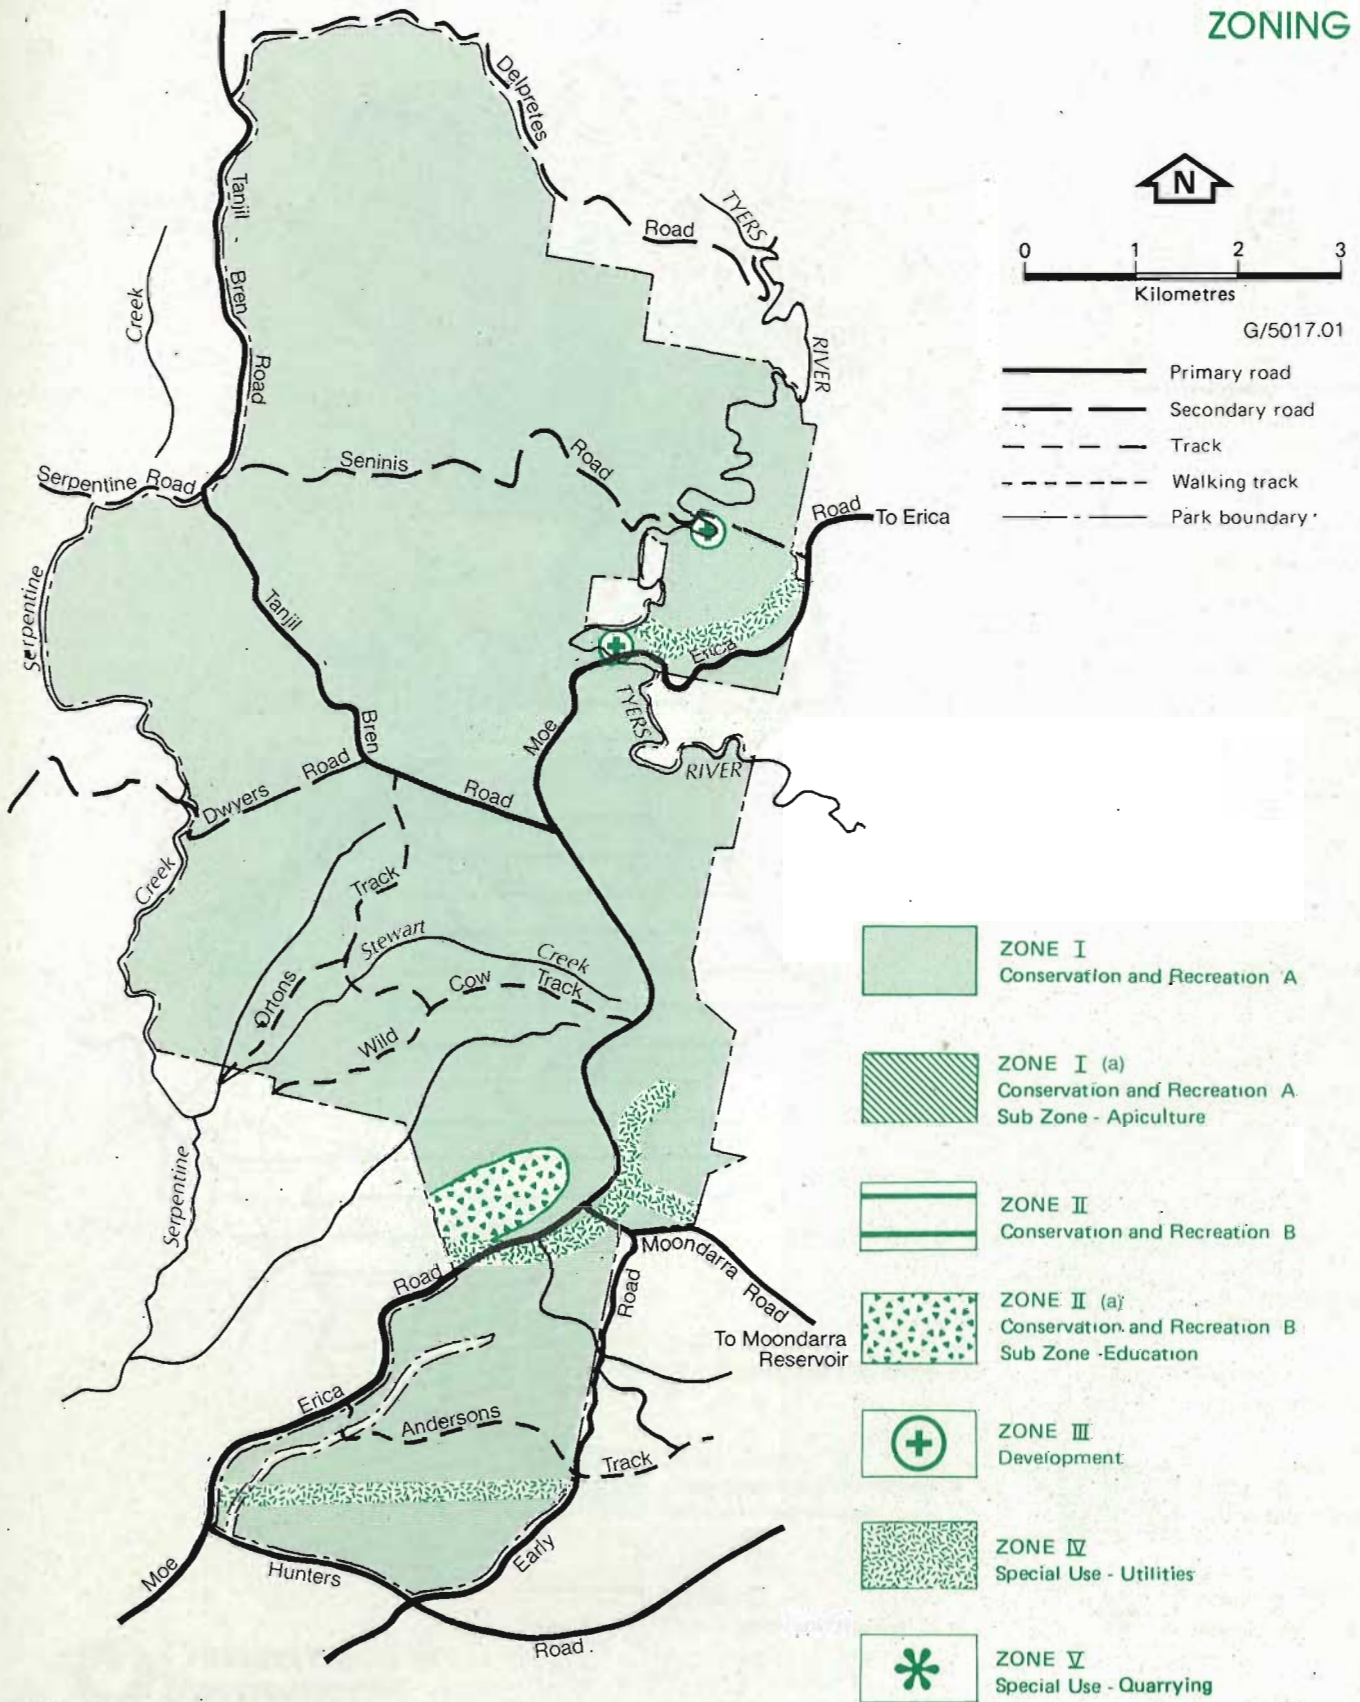 ZONING
N
0 1 2 3
Kilometres
G/5017.01
Primary road
Secondary road
Track
Walking track
Park boundary
Delpretes
Road
TYERS
RIVER
Tanjil
Bren
Road
Creek
Serpentine Road
Seninis
Road
Road
To Erica
Serpentine
Tanjil
Bren
Road
Erica
TYERS
RIVER
Moe
Dwyers
Road
Creek
Track
Stewart
Creek
Ortons
Cow
Track
Wild
Serpentine
Road
Moondarra
Road
Road
To Moondarra
Reservoir
Erica
Andersons
Track
Moe
Hunters
Early
Road
ZONE I
Conservation and Recreation A
ZONE I (a)
Conservation and Recreation A
Sub Zone - Apiculture
ZONE II
Conservation and Recreation B
ZONE II (a)
Conservation and Recreation B
Sub Zone -Education
ZONE III
Development
ZONE IV
Special Use - Utilities
ZONE V
Special Use - Quarrying